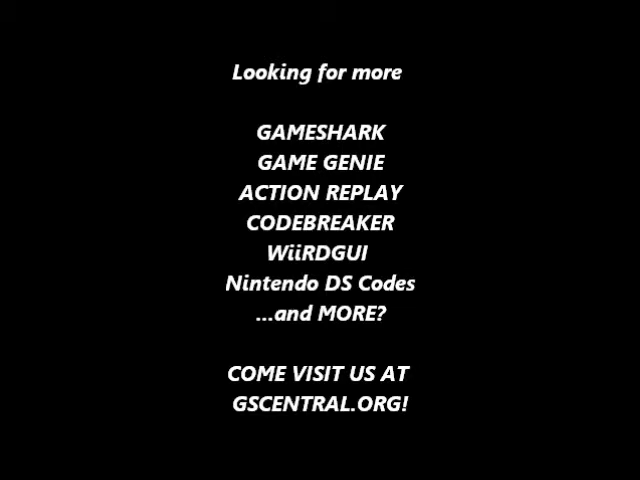 Looking for more
GAMESHARK
GAME GENIE
ACTION REPLAY
CODEBREAKER
WiiRDGUI
Nintendo DS Codes
...and MORE?
COME VISIT US AT
GSCENTRAL.ORG!